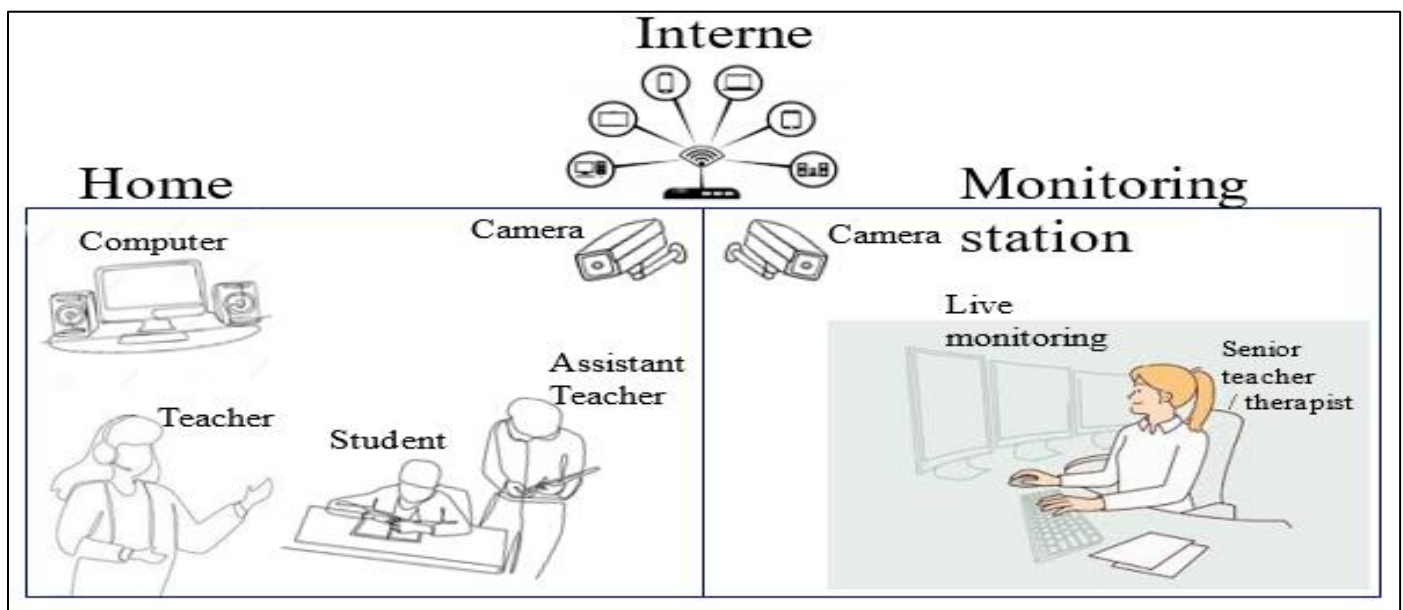 Interne
Home
Monitoring
station
Computer
Camera
Camera
Live
monitoring
Senior
teacher
/ therapist
Assistant
Teacher
Teacher
Student